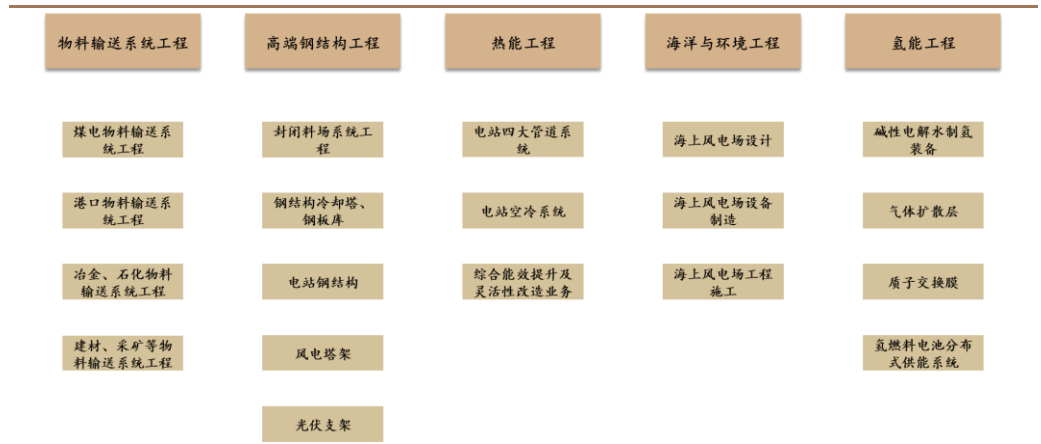 物料输送系统工程
高端钢结构工程
热能工程
海洋与环境工程
氢能工程
煤电物料输送系
统工程
封闭料场系统工
程
电站四大管道系
统
海上风电场设计
碱性电解水制氢
装备
港口物料输送系
统工程
钢结构冷却塔、
钢板库
电站空冷系统
海上风电场设备
制造
气体扩散层
冶金、石化物料
输送系统工程
电站钢结构
综合能效提升及
灵活性改造业务
海上风电场工程
施工
质子交换膜
建材、采矿等物
料输送系统工程
风电塔架
氢燃料电池分布
式供能系统
光伏支架